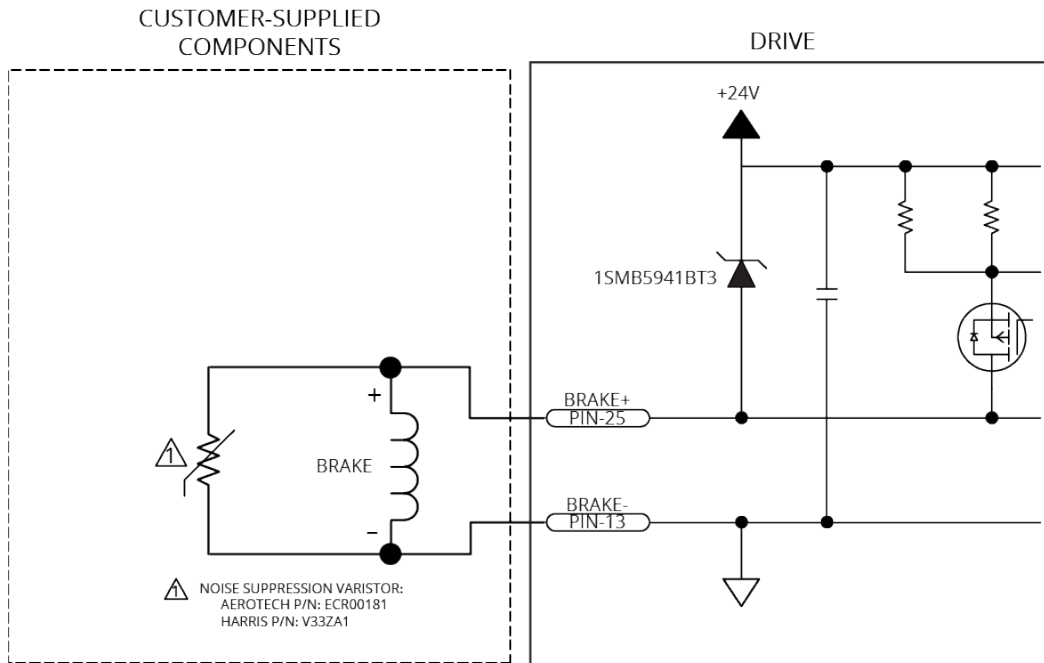 CUSTOMER-SUPPLIED
COMPONENTS
DRIVE
+24V
1SMB5941BT3
BRAKE+
PIN-25
+
1
BRAKE
BRAKE-
PIN-13
–
1 NOISE SUPPRESSION VARISTOR:
AEROTECH P/N: ECR00181
HARRIS P/N: V33ZA1